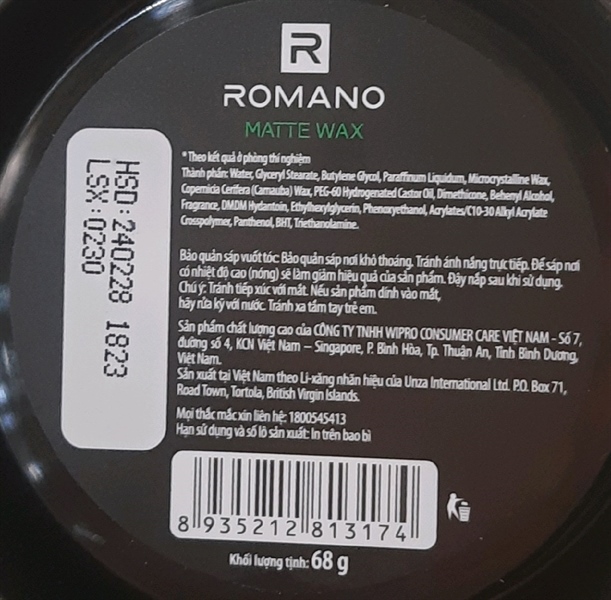 R
ROMANO
MATTE WAX
* Theo kết quả ở phòng thí nghiệm
Thành phần: Water, Glyceryl Stearate, Butylene Glycol, Paraffinum Liquidum, Microcrystalline Wax,
Copernicia Cerifera (Carnauba) Wax, PEG-60 Hydrogenated Castor Oil, Dimethicone, Behenyl Alcohol,
Fragrance, DMDM Hydantoin, Ethylhexylglycerin, Phenoxyethanol, Acrylates/C10-30 Alkyl Acrylate
Crosspolymer, Panthenol, BHT, Triethanolamine.
Bảo quản sáp vuốt tóc: Bảo quản sáp nơi khô thoáng. Tránh ánh nắng trực tiếp. Để sáp nơi
có nhiệt độ cao (nóng) sẽ làm giảm hiệu quả của sản phẩm. Đậy nắp sau khi sử dụng.
Chú ý: Tránh tiếp xúc với mắt. Nếu sản phẩm dính vào mắt,
hãy rửa kỹ với nước. Tránh xa tầm tay trẻ em.
Sản phẩm chất lượng cao của CÔNG TY TNHH WIPRO CONSUMER CARE VIỆT NAM - Số 7,
đường số 4, KCN Việt Nam – Singapore, P. Bình Hòa, Tp. Thuận An, Tỉnh Bình Dương,
Việt Nam.
Sản xuất tại Việt Nam theo Li-xăng nhãn hiệu của Unza International Ltd. P.O. Box 71,
Road Town, Tortola, British Virgin Islands.
Mọi thắc mắc xin liên hệ: 1800545413
Hạn sử dụng và số lô sản xuất: In trên bao bì
HSD: 240228 1823
LSX: 0230
8 935212 813174
Khối lượng tịnh: 68 g